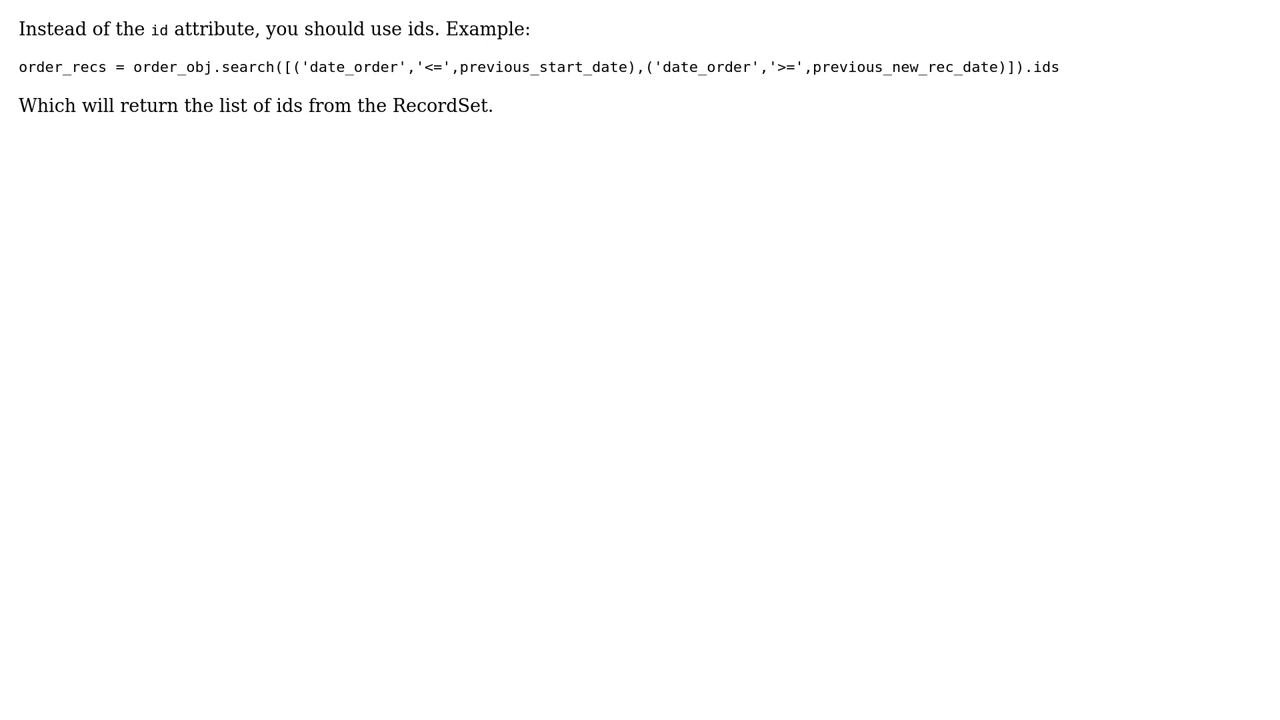 Instead of the id attribute, you should use ids. Example:
order_recs = order_obj.search([('date_order','<=',previous_start_date),('date_order','>=',previous_new_rec_date)]).ids
Which will return the list of ids from the RecordSet.